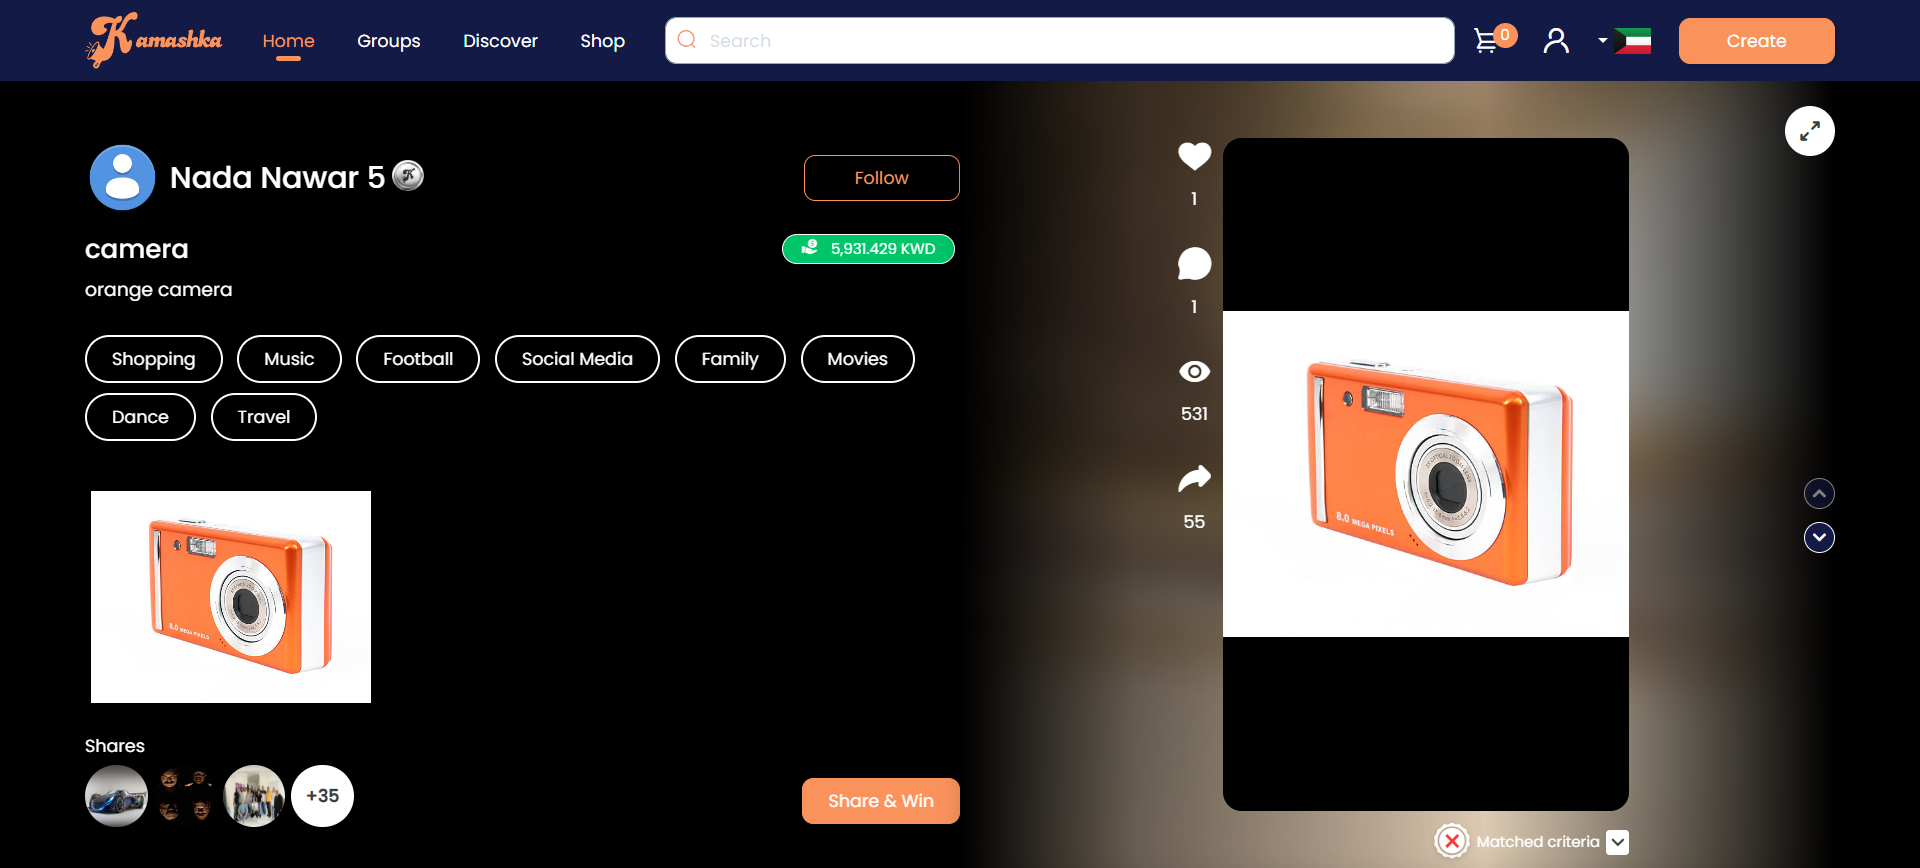 Kamashka
Home
Groups
Discover
Shop
Search
0
Create
Nada Nawar 5
Follow
camera
5,931.429 KWD
orange camera
Shopping
Music
Football
Social Media
Family
Movies
Dance
Travel
8.0 MEGA PIXELS
Shares
+35
Share & Win
1
1
531
55
8.0 MEGA PIXELS
Matched criteria